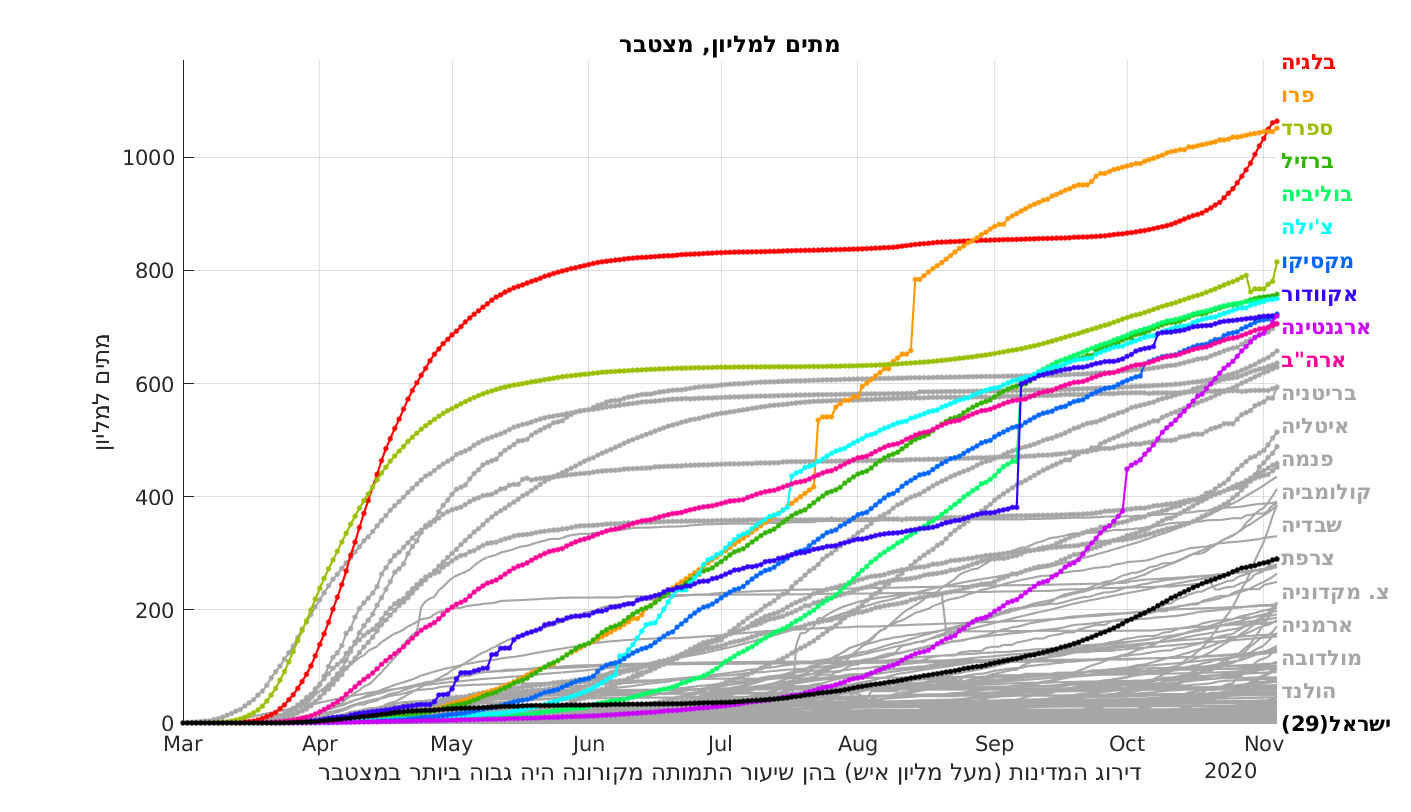 מתים למליון, מצטבר
מתים למליון
1000
800
600
400
200
0
Mar
Apr
May
Jun
Jul
Aug
Sep
Oct
Nov
2020
דירוג המדינות (מעל מליון איש) בהן שיעור התמותה מקורונה היה גבוה ביותר במצטבר
בלגיה
פרו
ספרד
ברזיל
בוליביה
צ'ילה
מקסיקו
אקוודור
ארגנטינה
ארה"ב
בריטניה
איטליה
פנמה
קולומביה
שבדיה
צרפת
צ. מקדוניה
ארמניה
מולדובה
הולנד
ישראל(29)